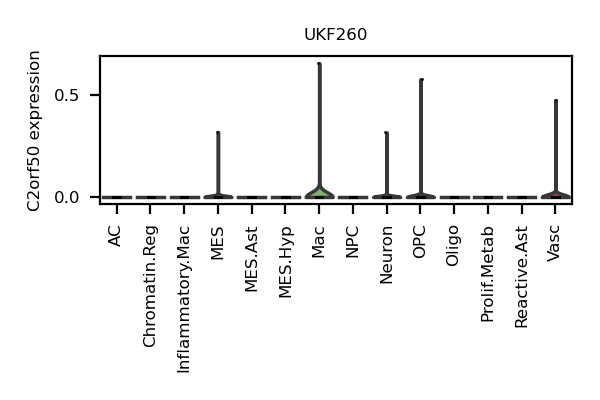 UKF260
C2orf50 expression
0.5
0.0
AC
Chromatin.Reg
Inflammatory.Mac
MES
MES.Ast
MES.Hyp
Mac
NPC
Neuron
OPC
Oligo
Prolif.Metab
Reactive.Ast
Vasc